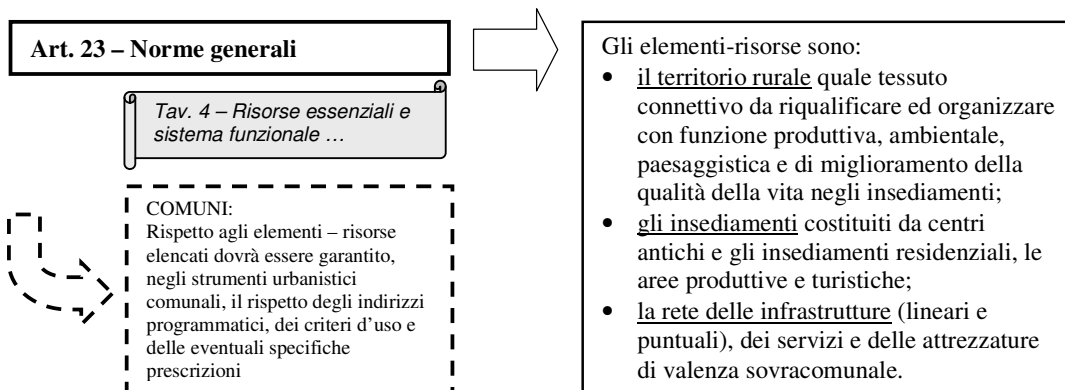 Art. 23 – Norme generali
Tav. 4 – Risorse essenziali e
sistema funzionale …
COMUNI:
Rispetto agli elementi – risorse
elencati dovrà essere garantito,
negli strumenti urbanistici
comunali, il rispetto degli indirizzi
programmatici, dei criteri d'uso e
delle eventuali specifiche
prescrizioni
Gli elementi-risorse sono:
• il territorio rurale quale tessuto
connettivo da riqualificare ed organizzare
con funzione produttiva, ambientale,
paesaggistica e di miglioramento della
qualità della vita negli insediamenti;
• gli insediamenti costituiti da centri
antichi e gli insediamenti residenziali, le
aree produttive e turistiche;
• la rete delle infrastrutture (lineari e
puntuali), dei servizi e delle attrezzature
di valenza sovracomunale.